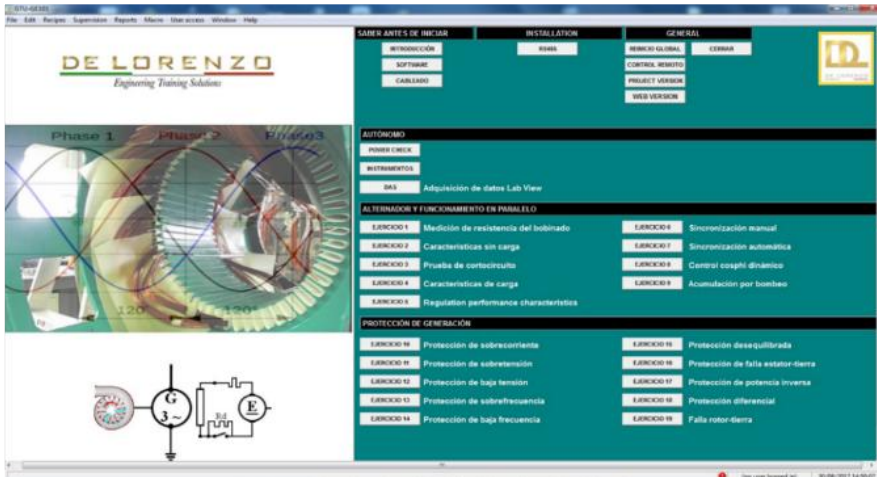 GTU-GE101
File Edit Recipes Supervision Reports Macro User access Window Help
DE LORENZO
Engineering Training Solutions
SABER ANTES DE INICIAR
INTRODUCCIÓN
SOFTWARE
CABLEADO
INSTALLATION
RS485
GENERAL
REINICIO GLOBAL
CERRAR
CONTROL REMOTO
PROJECT VERSION
WEB VERSION
DL
DE LORENZO
Phase 1 Phase 2 Phase3
120° 120°
AUTÓNOMO
POWER CHECK
INSTRUMENTOS
DAS Adquisición de datos Lab View
ALTERNADOR Y FUNCIONAMIENTO EN PARALELO
EJERCICIO 1 Medición de resistencia del bobinado
EJERCICIO 2 Características sin carga
EJERCICIO 3 Prueba de cortocircuito
EJERCICIO 4 Características de carga
EJERCICIO 5 Regulation performance characteristics
EJERCICIO 6 Sincronización manual
EJERCICIO 7 Sincronización automática
EJERCICIO 8 Control cosphi dinámico
EJERCICIO 9 Acumulación por bombeo
PROTECCIÓN DE GENERACIÓN
EJERCICIO 10 Protección de sobrecorriente
EJERCICIO 11 Protección de sobretensión
EJERCICIO 12 Protección de baja tensión
EJERCICIO 13 Protección de sobrefrecuencia
EJERCICIO 14 Protección de baja frecuencia
EJERCICIO 15 Protección desequilibrada
EJERCICIO 16 Protección de falla estator-tierra
EJERCICIO 17 Protección de potencia inversa
EJERCICIO 18 Protección diferencial
EJERCICIO 19 Falla rotor-tierra
G
3 ~
Rd
E